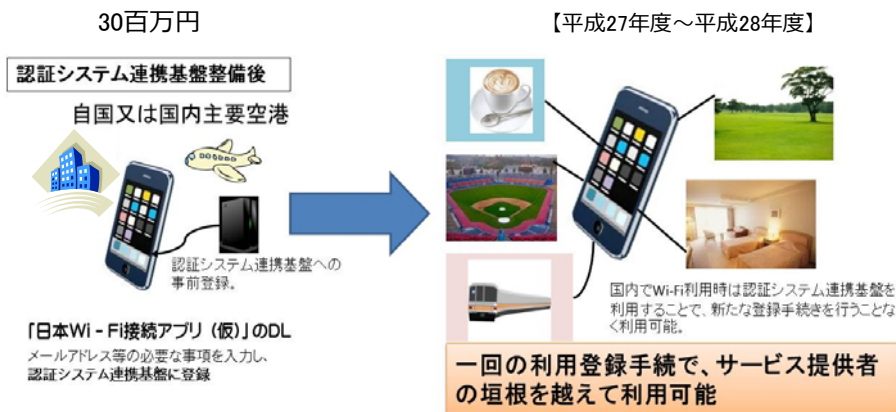 30百万円
【平成27年度～平成28年度】
認証システム連携基盤整備後
自国又は国内主要空港
認証システム連携基盤への
事前登録。
「日本Wi－Fi接続アプリ（仮）」のDL
メールアドレス等の必要な事項を入力し、
認証システム連携基盤に登録
国内でWi-Fi利用時は認証システム連携基盤を
利用することで、新たな登録手続きを行うことな
く利用可能。
一回の利用登録手続で、サービス提供者
の垣根を越えて利用可能